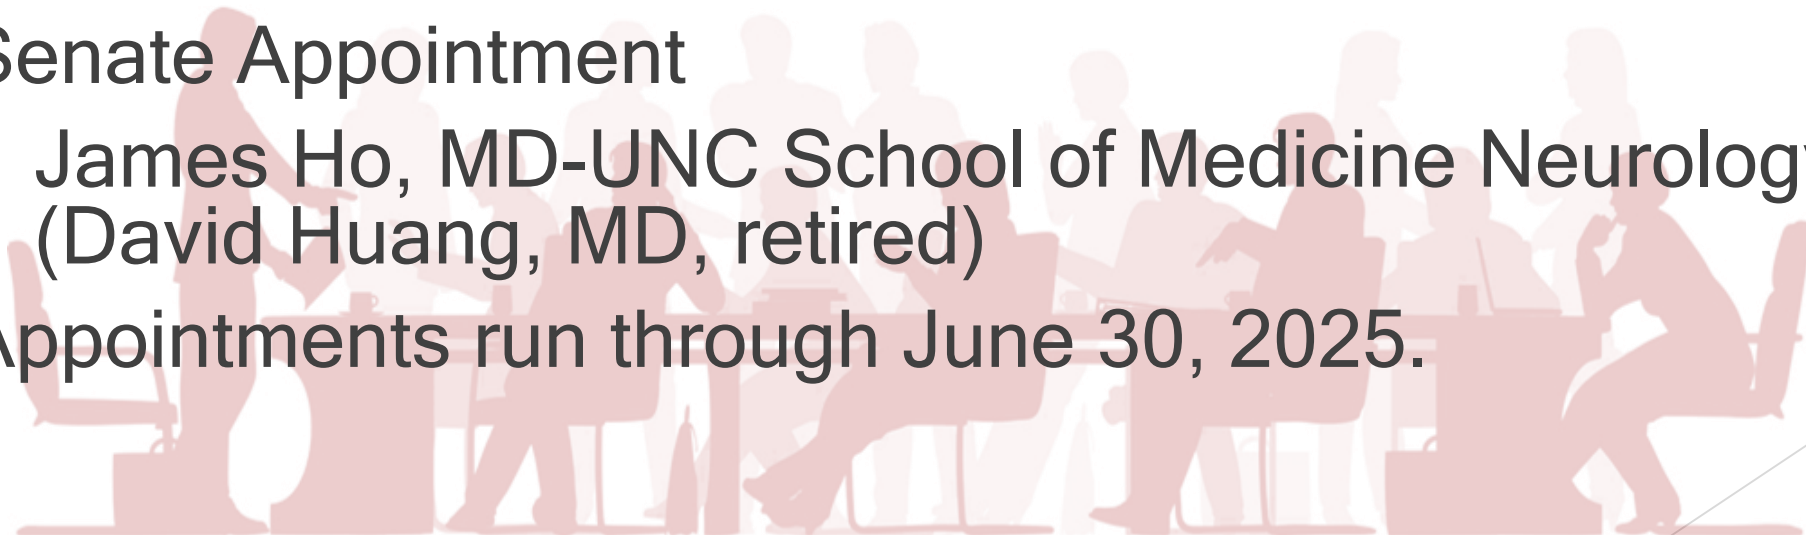 Senate Appointment
James Ho, MD-UNC School of Medicine Neurology
(David Huang, MD, retired)
Appointments run through June 30, 2025.